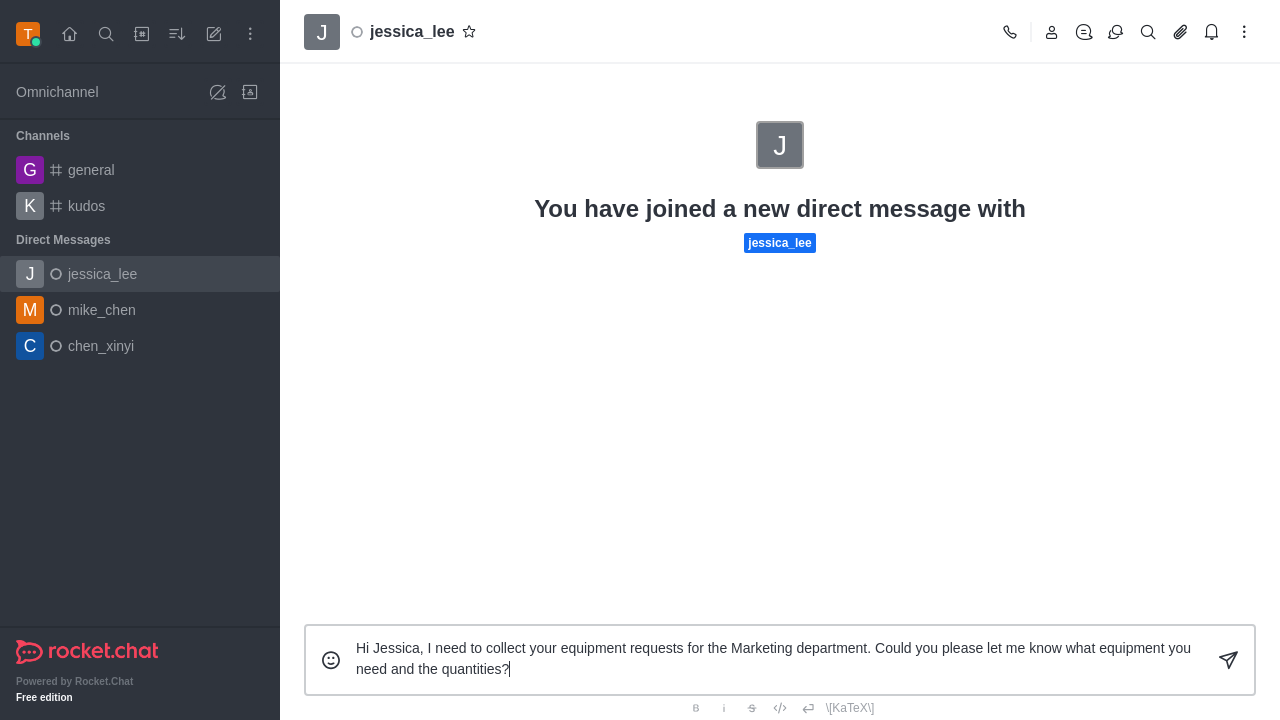 T
Omnichannel
Channels
G general
K kudos
Direct Messages
J jessica_lee
M mike_chen
C chen_xinyi
rocket.chat
Powered by Rocket.Chat
Free edition
J jessica_lee
J
You have joined a new direct message with
jessica_lee
Hi Jessica, I need to collect your equipment requests for the Marketing department. Could you please let me know what equipment you
need and the quantities?
B i S \[KaTeX\]